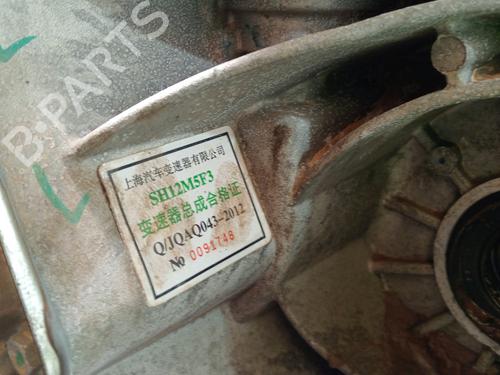 上海汽车变速器有限公司
SH12M5F3
变速器总成合格证
Q/JQAQ043-2012
№ 0091748
B-PARTS